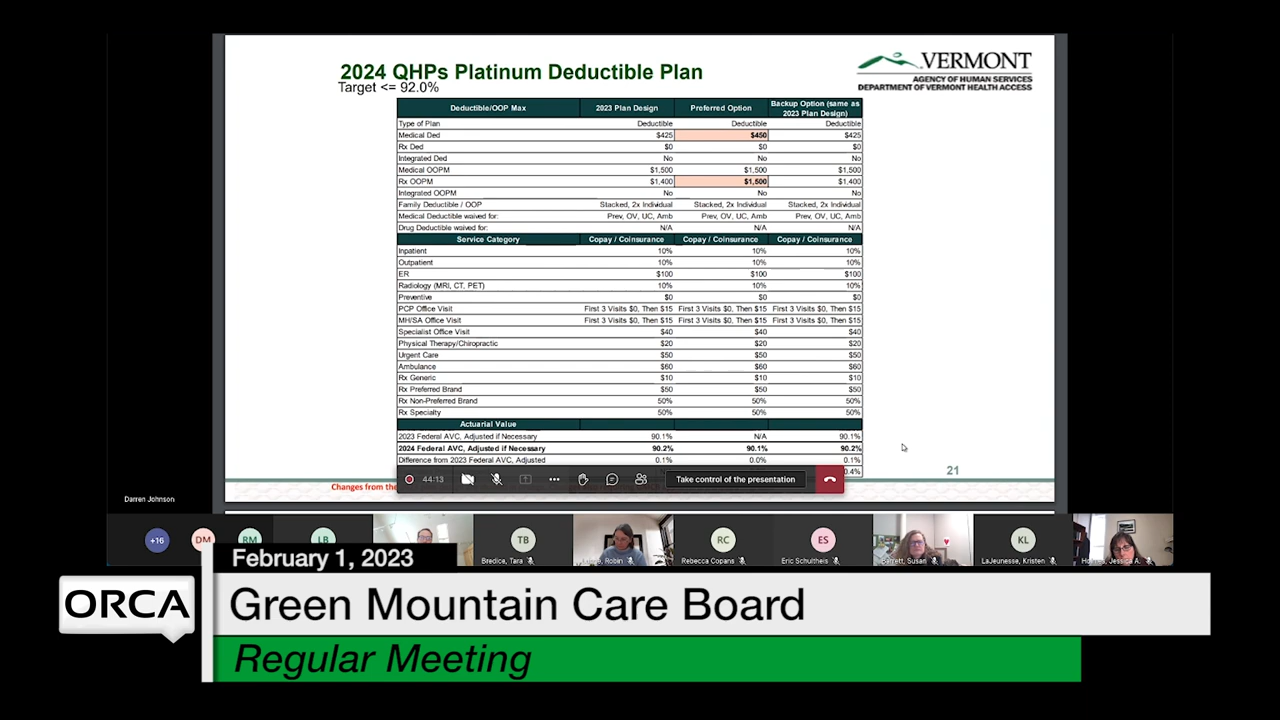 2024 QHPs Platinum Deductible Plan
Target <= 92.0%
VERMONT
AGENCY OF HUMAN SERVICES
DEPARTMENT OF VERMONT HEALTH ACCESS
Deductible/OOP Max 2023 Plan Design Preferred Option Backup Option (same as 2023 Plan Design)
Type of Plan Deductible Deductible Deductible
Medical Ded $425 $450 $425
Rx Ded $0 $0 $0
Integrated Ded No No No
Medical OOPM $1,500 $1,500 $1,500
Rx OOPM $1,400 $1,500 $1,400
Integrated OOPM No No No
Family Deductible / OOP Stacked, 2x Individual Stacked, 2x Individual Stacked, 2x Individual
Medical Deductible waived for: Prev, OV, UC, Amb Prev, OV, UC, Amb Prev, OV, UC, Amb
Drug Deductible waived for: N/A N/A N/A
Service Category Copay / Coinsurance Copay / Coinsurance Copay / Coinsurance
Inpatient 10% 10% 10%
Outpatient 10% 10% 10%
ER $100 $100 $100
Radiology (MRI, CT, PET) 10% 10% 10%
Preventive $0 $0 $0
PCP Office Visit First 3 Visits $0, Then $15 First 3 Visits $0, Then $15 First 3 Visits $0, Then $15
MH/SA Office Visit First 3 Visits $0, Then $15 First 3 Visits $0, Then $15 First 3 Visits $0, Then $15
Specialist Office Visit $40 $40 $40
Physical Therapy/Chiropractic $20 $20 $20
Urgent Care $50 $50 $50
Ambulance $60 $60 $60
Rx Generic $10 $10 $10
Rx Preferred Brand $50 $50 $50
Rx Non-Preferred Brand 50% 50% 50%
Rx Specialty 50% 50% 50%
Actuarial Value
2023 Federal AVC, Adjusted if Necessary 90.1% N/A 90.1%
2024 Federal AVC, Adjusted if Necessary 90.2% 90.1% 90.2%
Difference from 2023 Federal AVC, Adjusted 0.1% 0.0% 0.1%
0.4%
21
44:13
Take control of the presentation
Changes from the
Darren Johnson
+16 DM RM LB TB RC ES KL
Bredice, Tara
Robin
Rebecca Copans
Eric Schultheis
Barrett, Susan
LaJeunesse, Kristen
Jessica A.
February 1, 2023
ORCA
Green Mountain Care Board
Regular Meeting